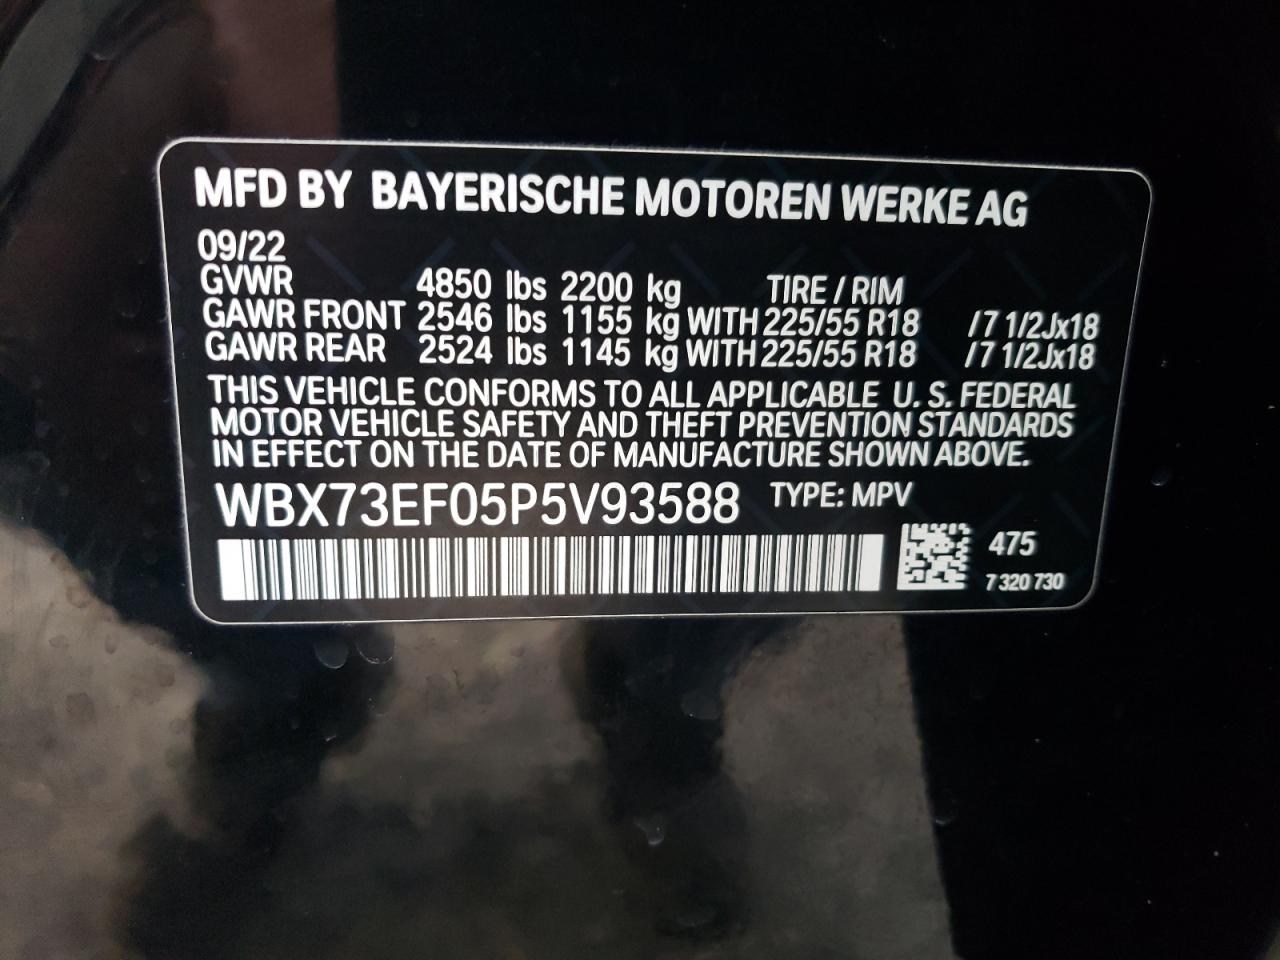 MFD BY BAYERISCHE MOTOREN WERKE AG
09/22
GVWR 4850 lbs 2200 kg TIRE / RIM
GAWR FRONT 2546 lbs 1155 kg WITH 225/55 R18 /7 1/2Jx18
GAWR REAR 2524 lbs 1145 kg WITH 225/55 R18 /7 1/2Jx18
THIS VEHICLE CONFORMS TO ALL APPLICABLE U. S. FEDERAL
MOTOR VEHICLE SAFETY AND THEFT PREVENTION STANDARDS
IN EFFECT ON THE DATE OF MANUFACTURE SHOWN ABOVE.
WBX73EF05P5V93588 TYPE: MPV
475
7 320 730